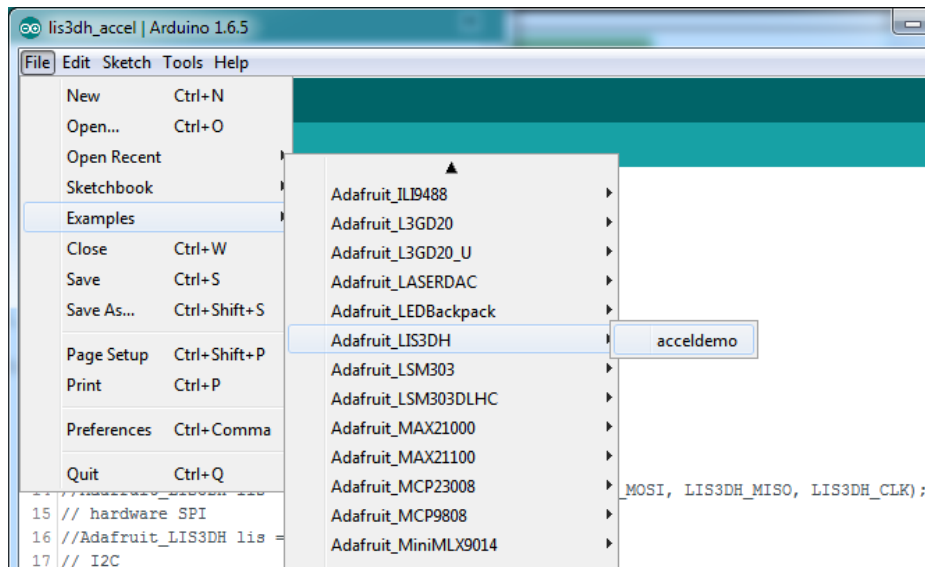 lis3dh_accel | Arduino 1.6.5
File Edit Sketch Tools Help
New Ctrl+N
Open... Ctrl+O
Open Recent
Sketchbook
Examples
Close Ctrl+W
Save Ctrl+S
Save As... Ctrl+Shift+S
Page Setup Ctrl+Shift+P
Print Ctrl+P
Preferences Ctrl+Comma
Quit Ctrl+Q
Adafruit_ILI9488
Adafruit_L3GD20
Adafruit_L3GD20_U
Adafruit_LASERDAC
Adafruit_LEDBackpack
Adafruit_LIS3DH
Adafruit_LSM303
Adafruit_LSM303DLHC
Adafruit_MAX21000
Adafruit_MAX21100
Adafruit_MCP23008
Adafruit_MCP9808
Adafruit_MiniMLX9014
acceldemo
_MOSI, LIS3DH_MISO, LIS3DH_CLK);
15 // hardware SPI
16 //Adafruit_LIS3DH lis =
17 // I2C